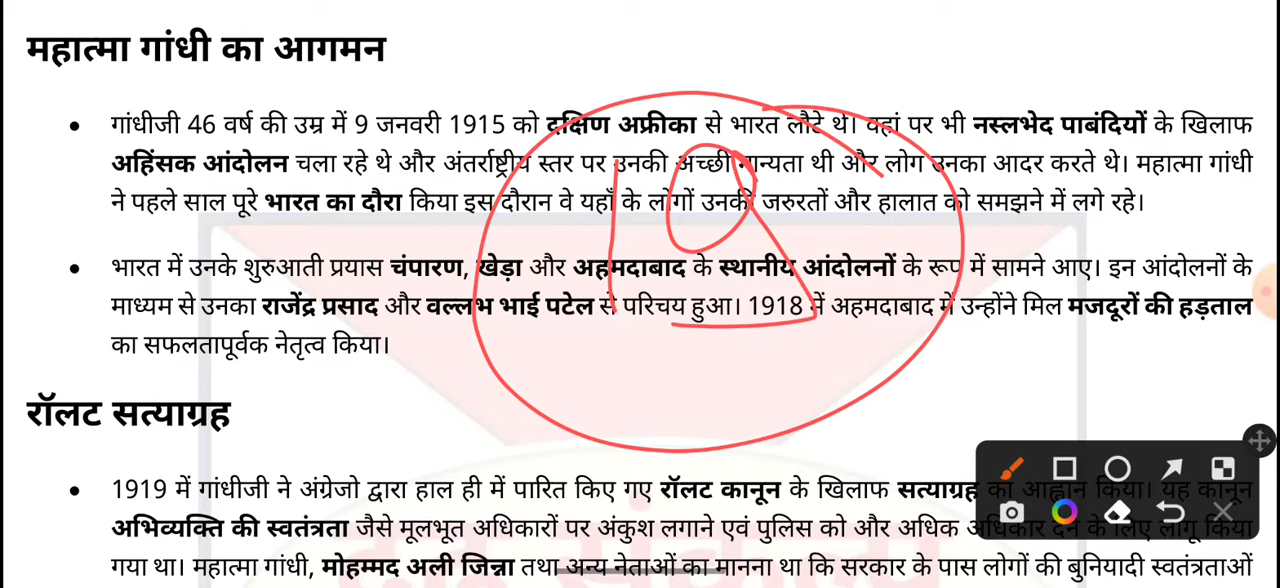 महात्मा गांधी का आगमन
गांधीजी 46 वर्ष की उम्र में 9 जनवरी 1915 को दक्षिण अफ्रीका से भारत लौटे थे। वहां पर भी नस्लभेद पाबंदियों के खिलाफ
अहिंसक आंदोलन चला रहे थे और अंतर्राष्ट्रीय स्तर पर उनकी अच्छी मान्यता थी और लोग उनका आदर करते थे। महात्मा गांधी
ने पहले साल पूरे भारत का दौरा किया इस दौरान वे यहाँ के लोगों उनकी जरुरतों और हालात को समझने में लगे रहे।
भारत में उनके शुरुआती प्रयास चंपारण, खेड़ा और अहमदाबाद के स्थानीय आंदोलनों के रूप में सामने आए। इन आंदोलनों के
माध्यम से उनका राजेंद्र प्रसाद और वल्लभ भाई पटेल से परिचय हुआ। 1918 में अहमदाबाद में उन्होंने मिल मजदूरों की हड़ताल
का सफलतापूर्वक नेतृत्व किया।
रॉलट सत्याग्रह
1919 में गांधीजी ने अंग्रेजो द्वारा हाल ही में पारित किए गए रॉलट कानून के खिलाफ सत्याग्रह का आह्वान किया। यह कानून
अभिव्यक्ति की स्वतंत्रता जैसे मूलभूत अधिकारों पर अंकुश लगाने एवं पुलिस को और अधिक अधिकार देने के लिए लागू किया
गया था। महात्मा गांधी, मोहम्मद अली जिन्ना तथा अन्य नेताओं का मानना था कि सरकार के पास लोगों की बुनियादी स्वतंत्रताओं